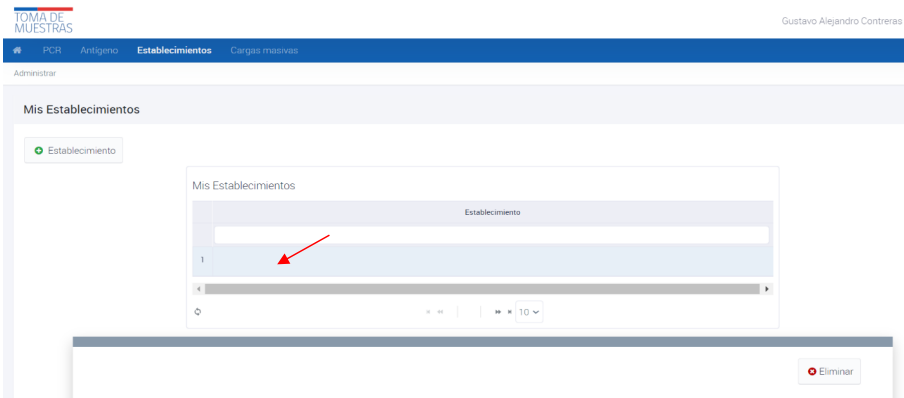 TOMA DE
MUESTRAS
Gustavo Alejandro Contreras
PCR Antígeno Establecimientos Cargas masivas
Administrar
Mis Establecimientos
Establecimiento
Mis Establecimientos
Establecimiento
1
10
Eliminar